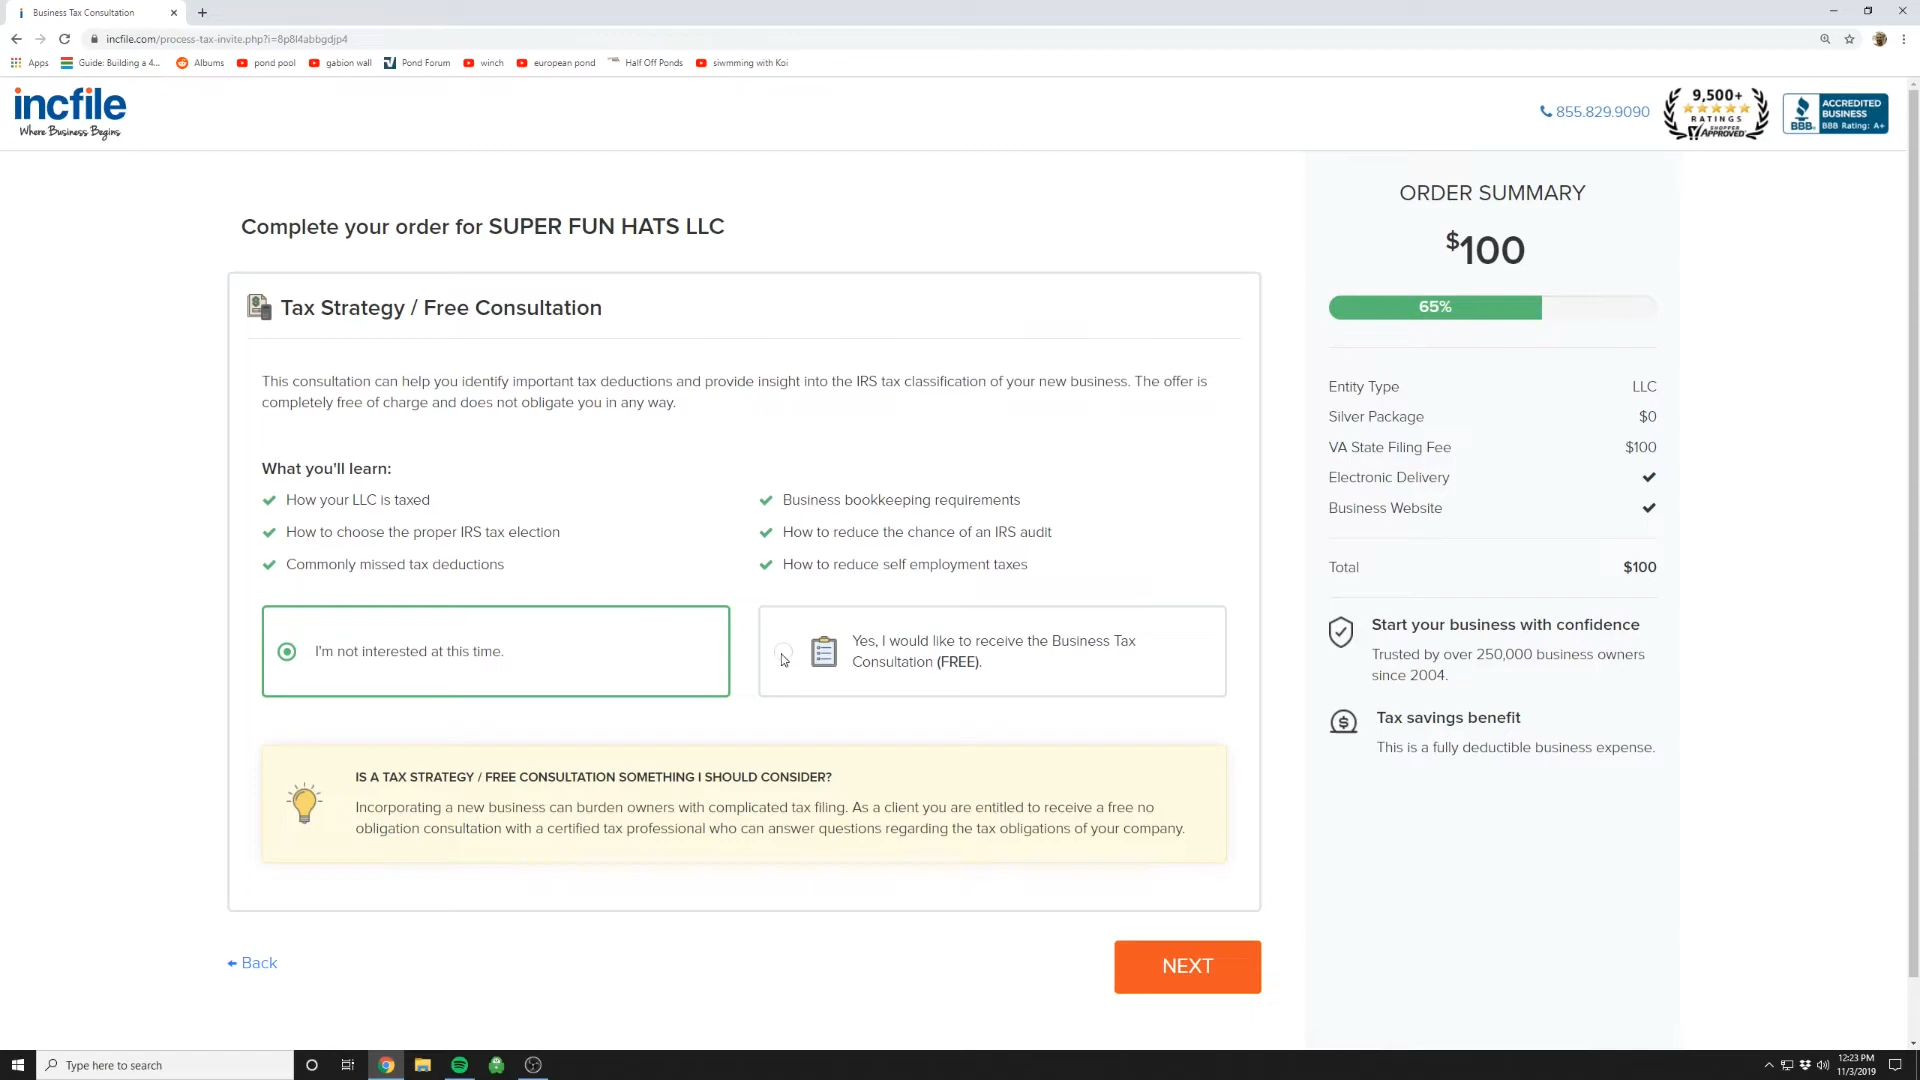 Business Tax Consultation
incfile.com/process-tax-invite.php?i=8p8l4abbgdjp4
Apps
Guide: Building a 4...
Albums
pond pool
gabion wall
Pond Forum
winch
european pond
Half Off Ponds
siwmming with Koi
incfile
Where Business Begins
855.829.9090
9,500+
RATINGS
SHOPPER
APPROVED
BBB
ACCREDITED
BUSINESS
BBB Rating: A+
Complete your order for SUPER FUN HATS LLC
Tax Strategy / Free Consultation
This consultation can help you identify important tax deductions and provide insight into the IRS tax classification of your new business. The offer is
completely free of charge and does not obligate you in any way.
What you'll learn:
How your LLC is taxed
How to choose the proper IRS tax election
Commonly missed tax deductions
Business bookkeeping requirements
How to reduce the chance of an IRS audit
How to reduce self employment taxes
I'm not interested at this time.
Yes, I would like to receive the Business Tax
Consultation (FREE).
IS A TAX STRATEGY / FREE CONSULTATION SOMETHING I SHOULD CONSIDER?
Incorporating a new business can burden owners with complicated tax filing. As a client you are entitled to receive a free no
obligation consultation with a certified tax professional who can answer questions regarding the tax obligations of your company.
Back
NEXT
ORDER SUMMARY
$100
65%
Entity Type LLC
Silver Package $0
VA State Filing Fee $100
Electronic Delivery
Business Website
Total $100
Start your business with confidence
Trusted by over 250,000 business owners
since 2004.
Tax savings benefit
This is a fully deductible business expense.
Type here to search
12:23 PM
11/3/2019